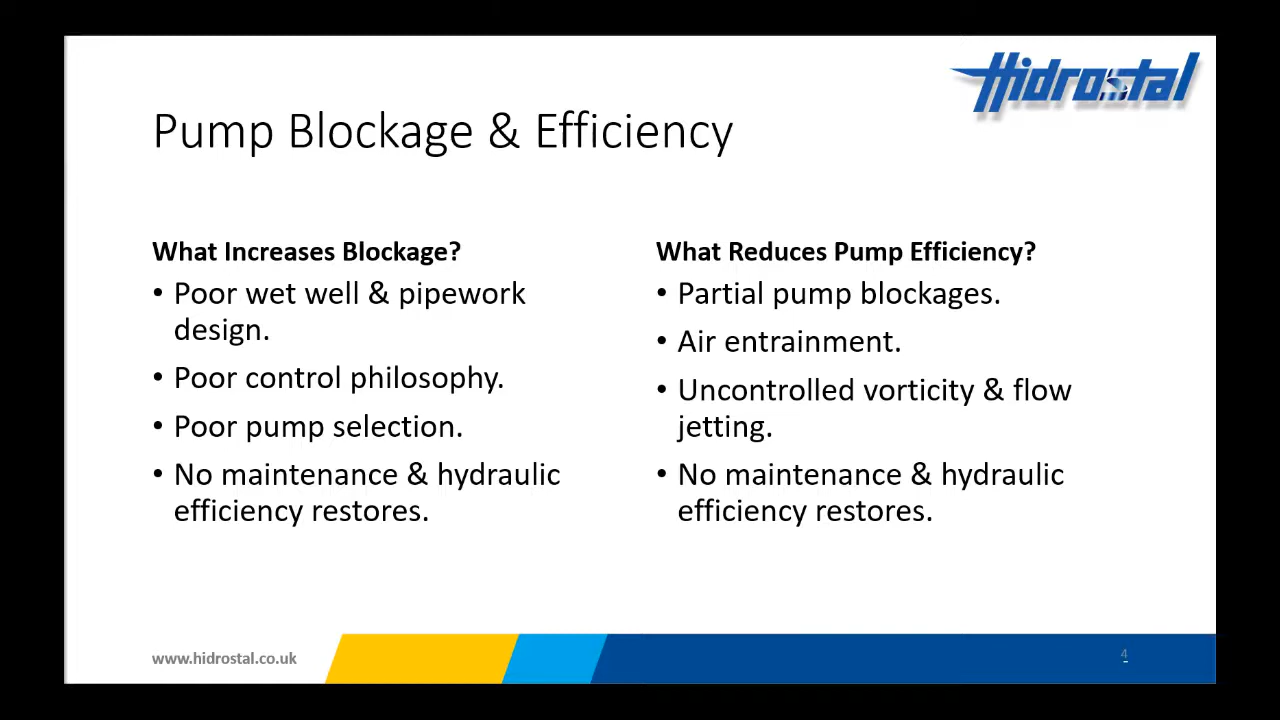 Hidrostal
Pump Blockage & Efficiency
What Increases Blockage?
• Poor wet well & pipework
design.
• Poor control philosophy.
• Poor pump selection.
• No maintenance & hydraulic
efficiency restores.
What Reduces Pump Efficiency?
• Partial pump blockages.
• Air entrainment.
• Uncontrolled vorticity & flow
jetting.
• No maintenance & hydraulic
efficiency restores.
www.hidrostal.co.uk
4